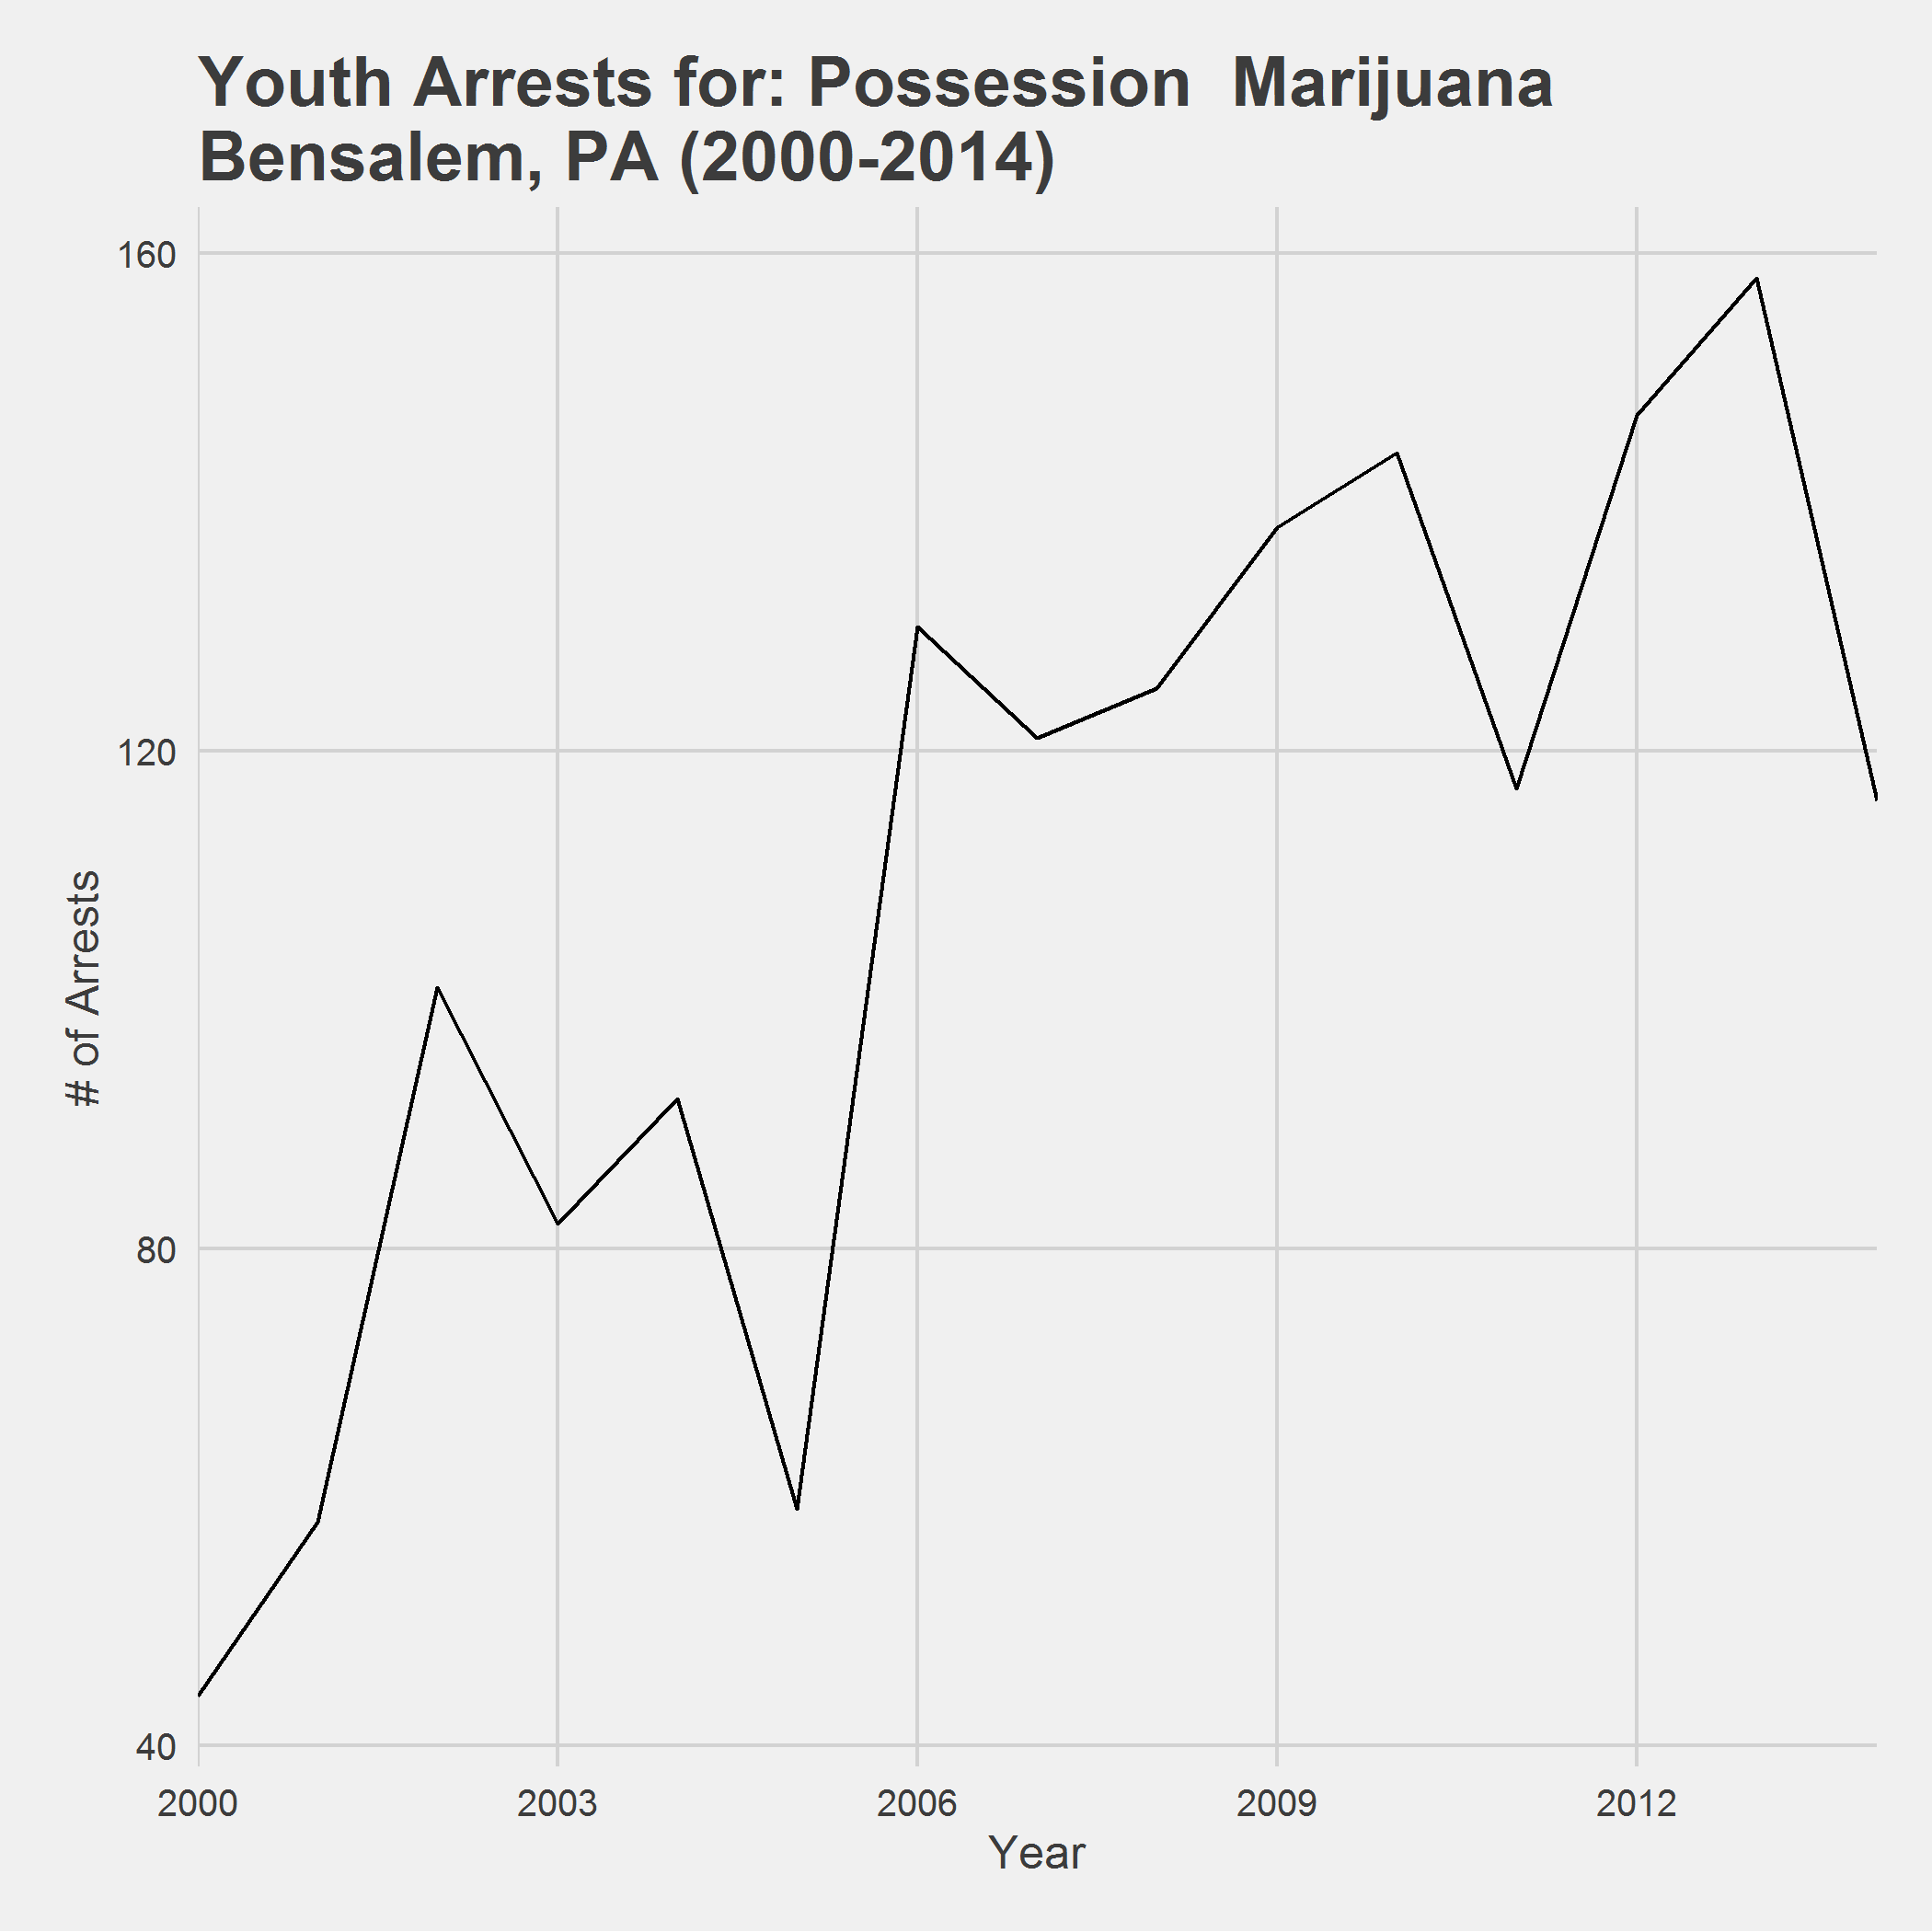 Youth Arrests for: Possession  Marijuana
Bensalem, PA (2000-2014)
160
120
80
40
# of Arrests
2000
2003
2006
2009
2012
Year